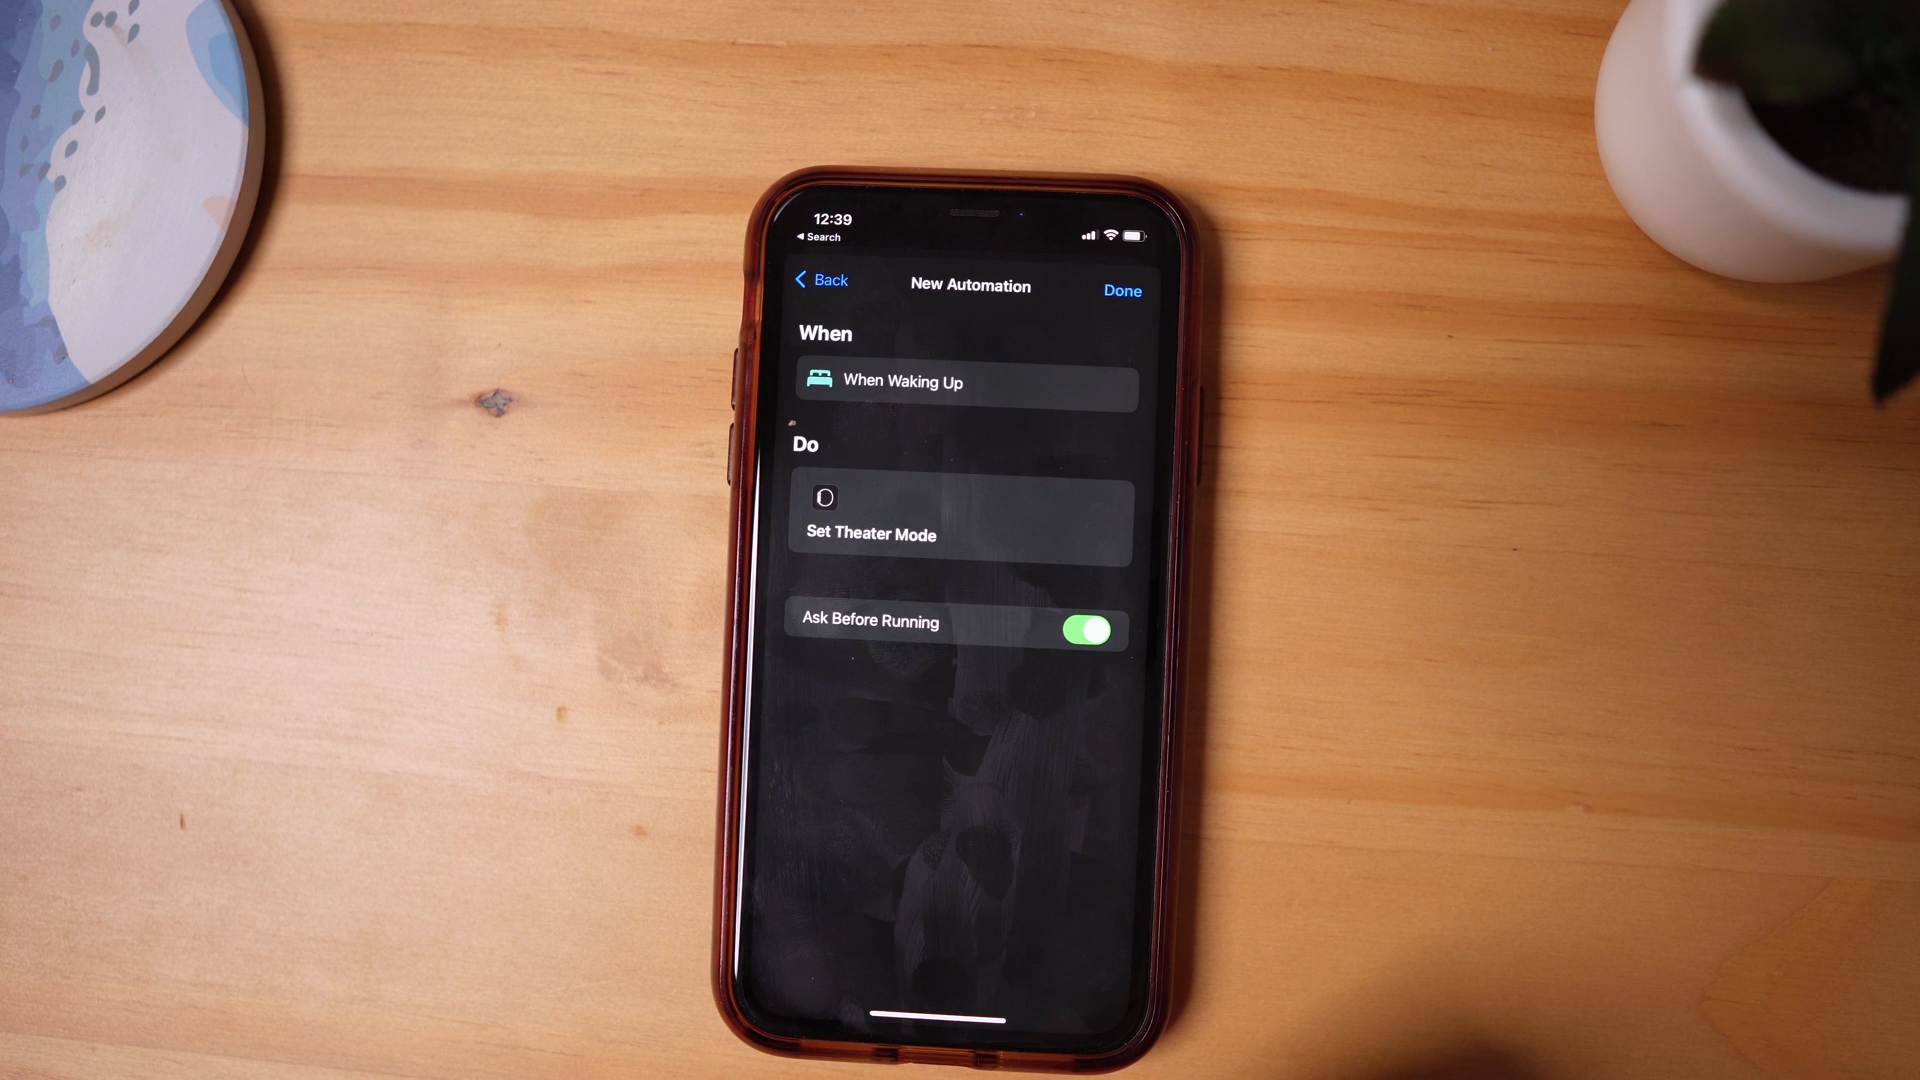 12:39
◀ Search
Back
New Automation
Done
When
When Waking Up
Do
Set Theater Mode
Ask Before Running